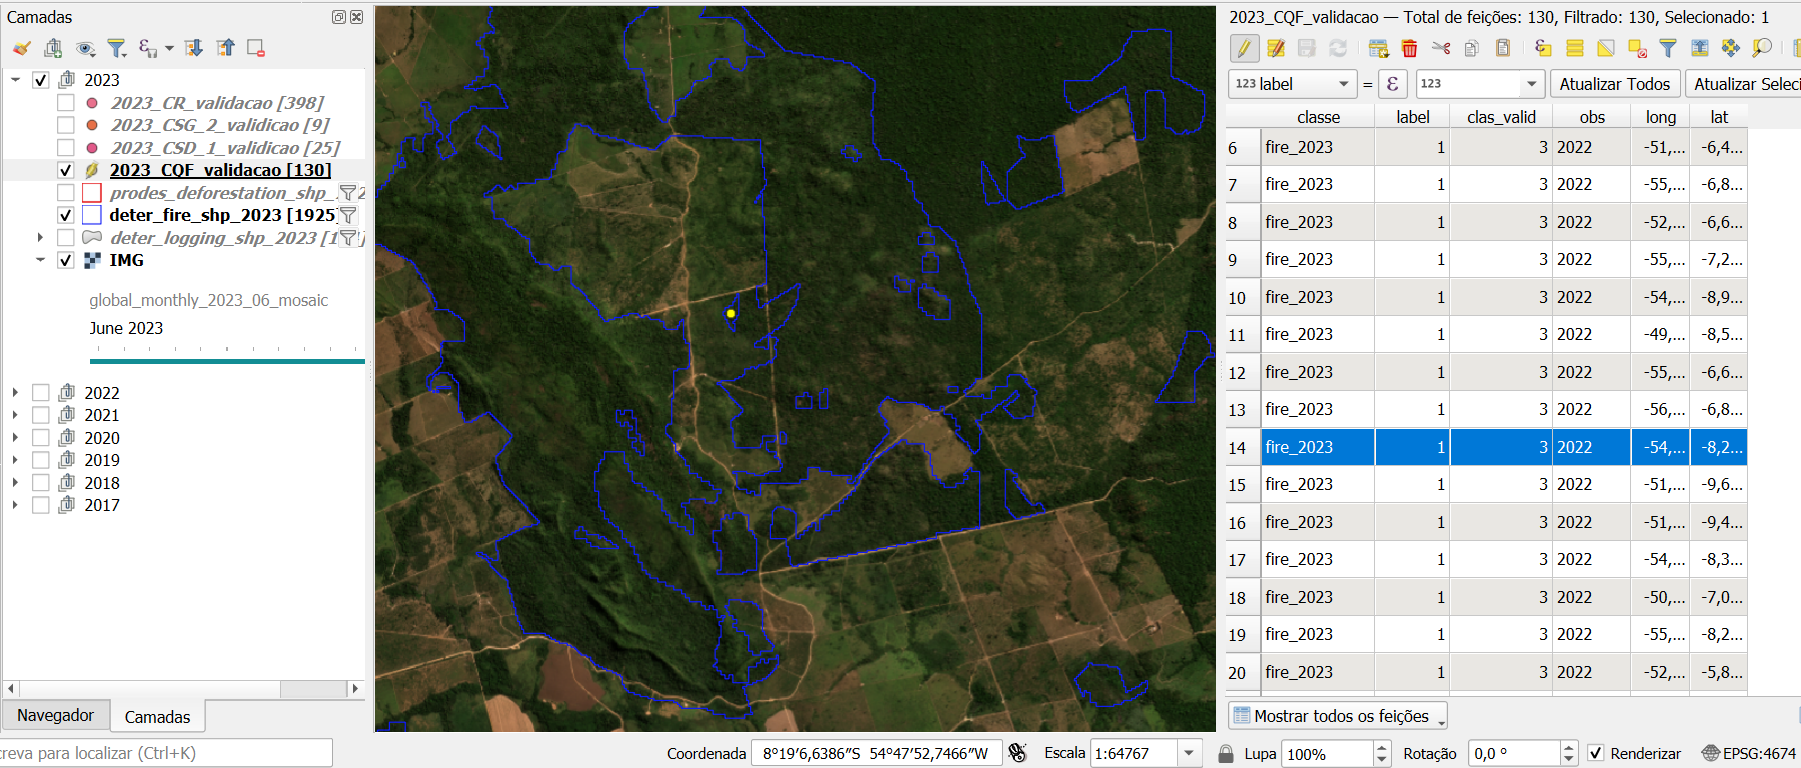 Camadas
2023
2023_CR_validacao [398]
2023_CSG_2_validicao [9]
2023_CSD_1_validacao [25]
2023_CQF_validacao [130]
prodes_deforestation_shp_
deter_fire_shp_2023 [1925]
deter_logging_shp_2023 [1
IMG
global_monthly_2023_06_mosaic
June 2023
2022
2021
2020
2019
2018
2017
Navegador
Camadas
creva para localizar (Ctrl+K)
2023_CQF_validacao — Total de feições: 130, Filtrado: 130, Selecionado: 1
123 label = ε 123 Atualizar Todos Atualizar Seleci
classe label clas_valid obs long lat
6 fire_2023 1 3 2022 -51,... -6,4...
7 fire_2023 1 3 2022 -55,... -6,8...
8 fire_2023 1 3 2022 -52,... -6,6...
9 fire_2023 1 3 2022 -55,... -7,2...
10 fire_2023 1 3 2022 -54,... -8,9...
11 fire_2023 1 3 2022 -49,... -8,5...
12 fire_2023 1 3 2022 -55,... -6,6...
13 fire_2023 1 3 2022 -56,... -6,8...
14 fire_2023 1 3 2022 -54,... -8,2...
15 fire_2023 1 3 2022 -51,... -9,6...
16 fire_2023 1 3 2022 -51,... -9,4...
17 fire_2023 1 3 2022 -54,... -8,3...
18 fire_2023 1 3 2022 -50,... -7,0...
19 fire_2023 1 3 2022 -55,... -8,2...
20 fire_2023 1 3 2022 -52,... -5,8...
Mostrar todos os feições
Coordenada 8°19′6,6386″S 54°47′52,7466″W Escala 1:64767 Lupa 100% Rotação 0,0 ° Renderizar EPSG:4674